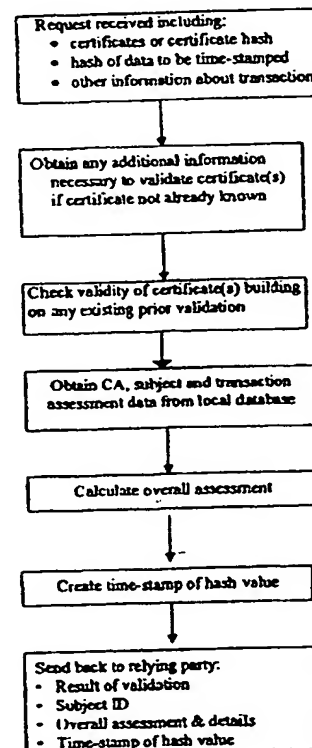 Request received including:
• certificates or certificate hash
• hash of data to be time-stamped
• other information about transaction
Obtain any additional information
necessary to validate certificate(s)
if certificate not already known
Check validity of certificate(s) building
on any existing prior validation
Obtain CA, subject and transaction
assessment data from local database
Calculate overall assessment
Create time-stamp of hash value
Send back to relying party:
• Result of validation
• Subject ID
• Overall assessment & details
• Time-stamp of hash value